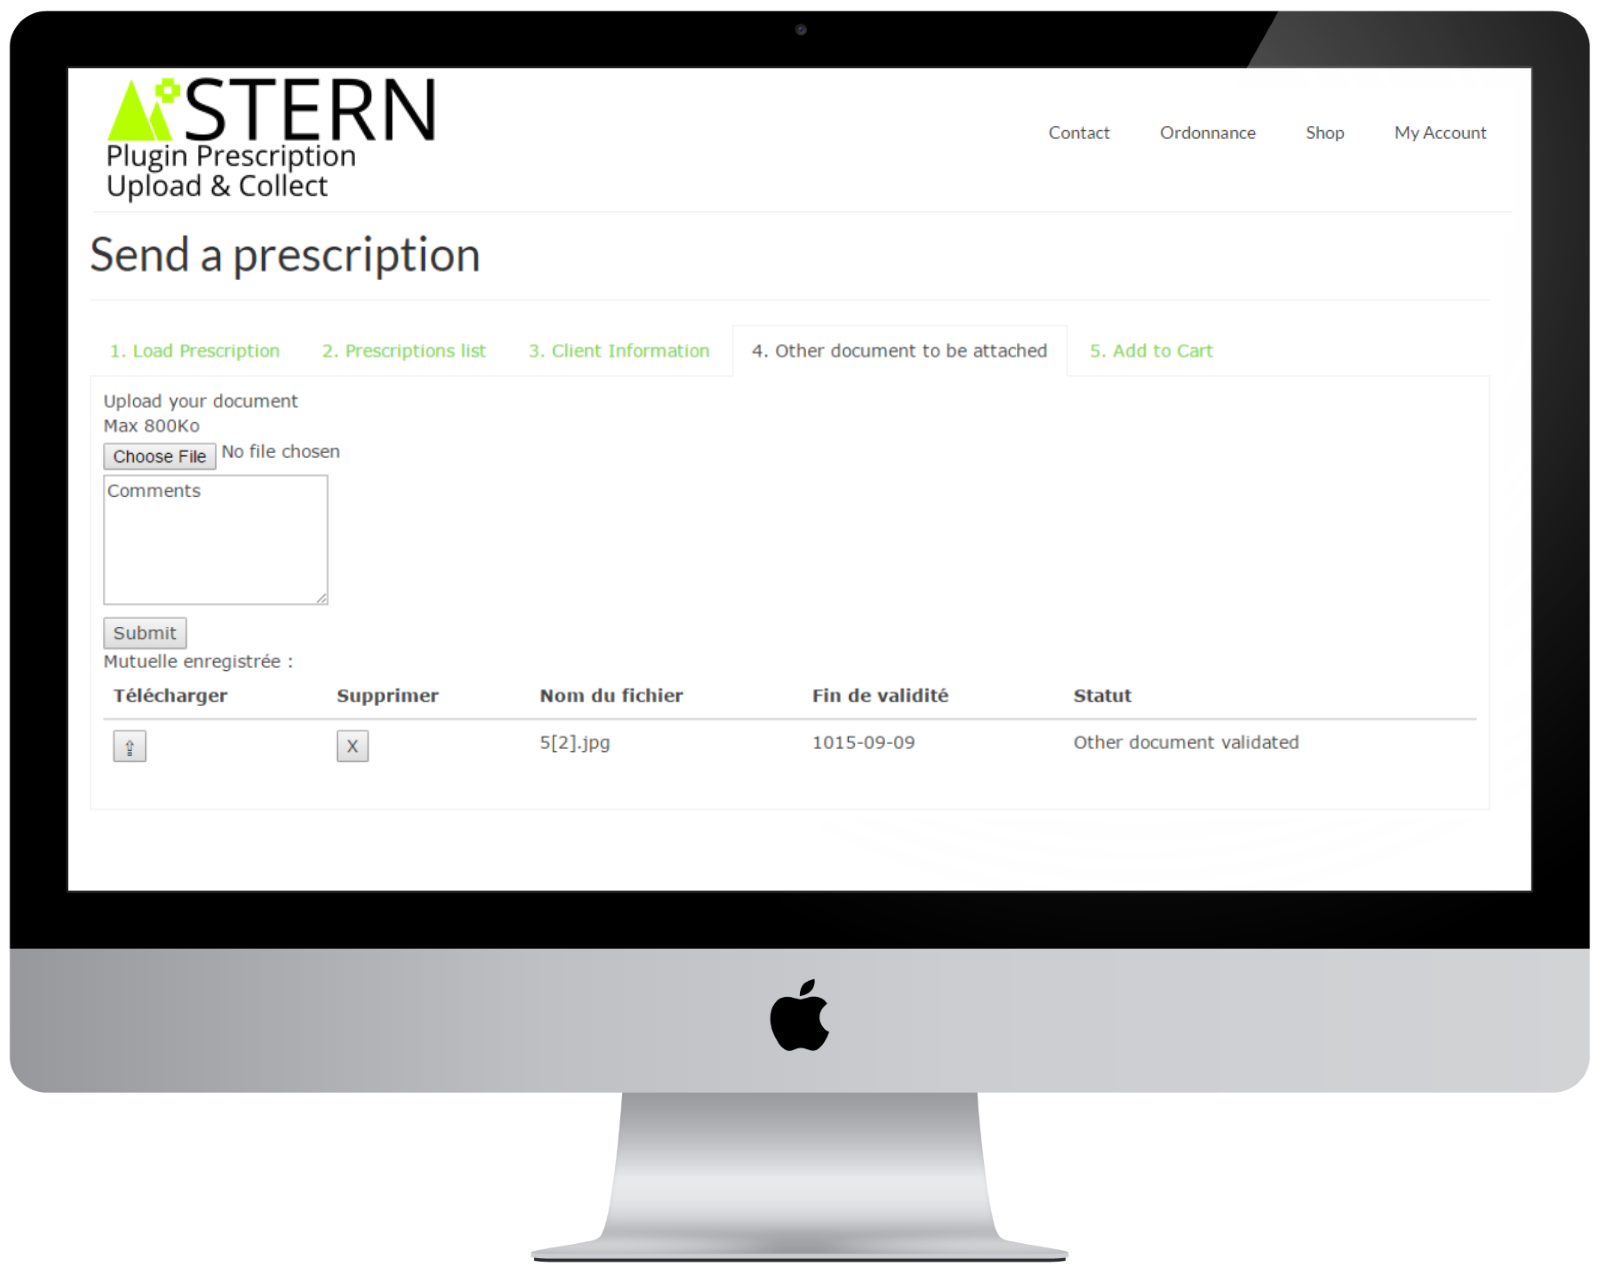 STERN
Plugin Prescription
Upload & Collect
Contact Ordonnance Shop My Account
Send a prescription
1. Load Prescription 2. Prescriptions list 3. Client Information 4. Other document to be attached 5. Add to Cart
Upload your document
Max 800Ko
Choose File No file chosen
Comments
Submit
Mutuelle enregistrée :
Télécharger Supprimer Nom du fichier Fin de validité Statut
X 5[2].jpg 1015-09-09 Other document validated